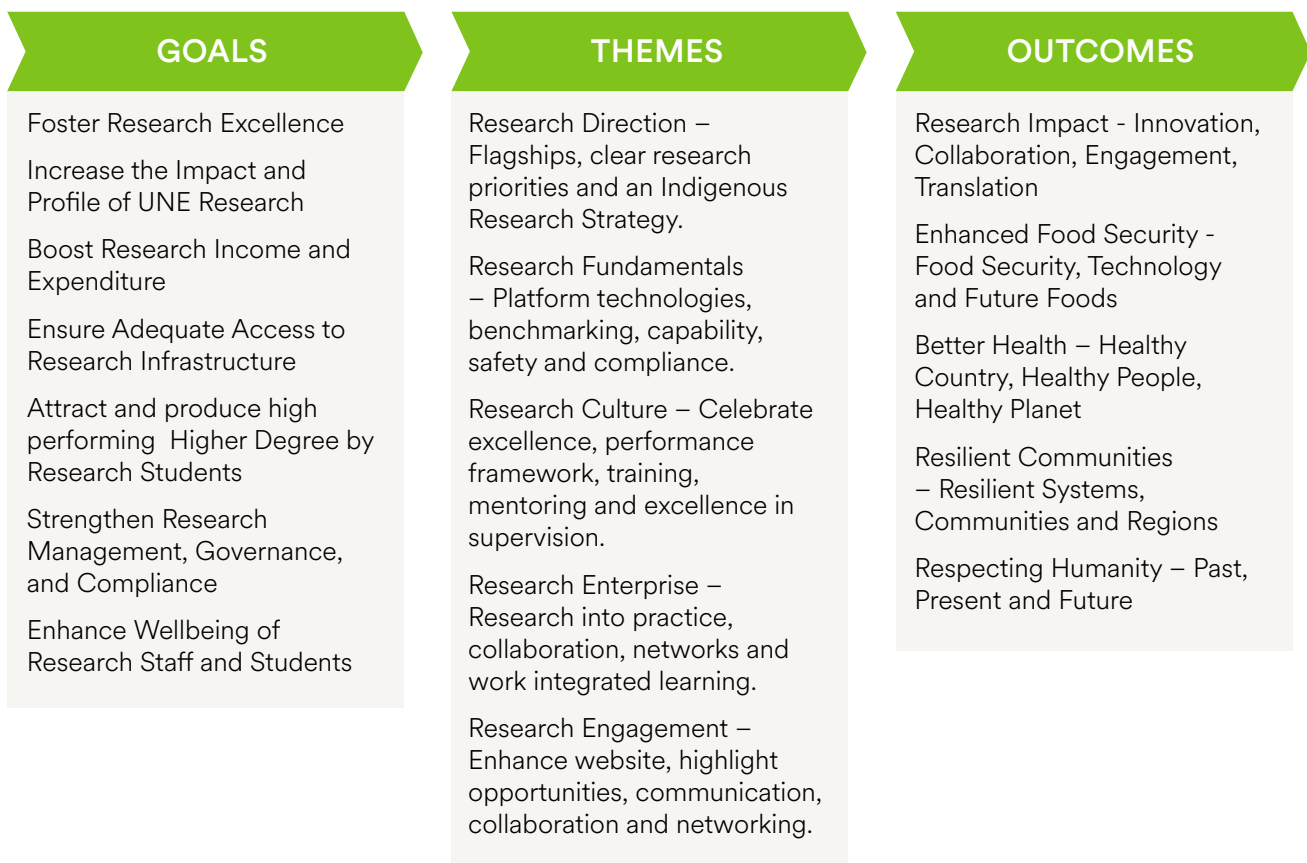 GOALS
Foster Research Excellence
Increase the Impact and
Profile of UNE Research
Boost Research Income and
Expenditure
Ensure Adequate Access to
Research Infrastructure
Attract and produce high
performing  Higher Degree by
Research Students
Strengthen Research
Management, Governance,
and Compliance
Enhance Wellbeing of
Research Staff and Students
THEMES
Research Direction –
Flagships, clear research
priorities and an Indigenous
Research Strategy.
Research Fundamentals
– Platform technologies,
benchmarking, capability,
safety and compliance.
Research Culture – Celebrate
excellence, performance
framework, training,
mentoring and excellence in
supervision.
Research Enterprise –
Research into practice,
collaboration, networks and
work integrated learning.
Research Engagement –
Enhance website, highlight
opportunities, communication,
collaboration and networking.
OUTCOMES
Research Impact - Innovation,
Collaboration, Engagement,
Translation
Enhanced Food Security -
Food Security, Technology
and Future Foods
Better Health – Healthy
Country, Healthy People,
Healthy Planet
Resilient Communities
– Resilient Systems,
Communities and Regions
Respecting Humanity – Past,
Present and Future